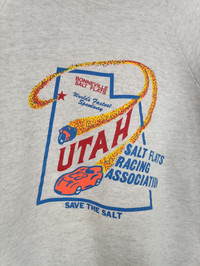 BONNEVILLE
SALT FLATS
World's Fastest
Speedway
UTAH
SALT FLATS
RACING
ASSOCIATION
SAVE THE SALT